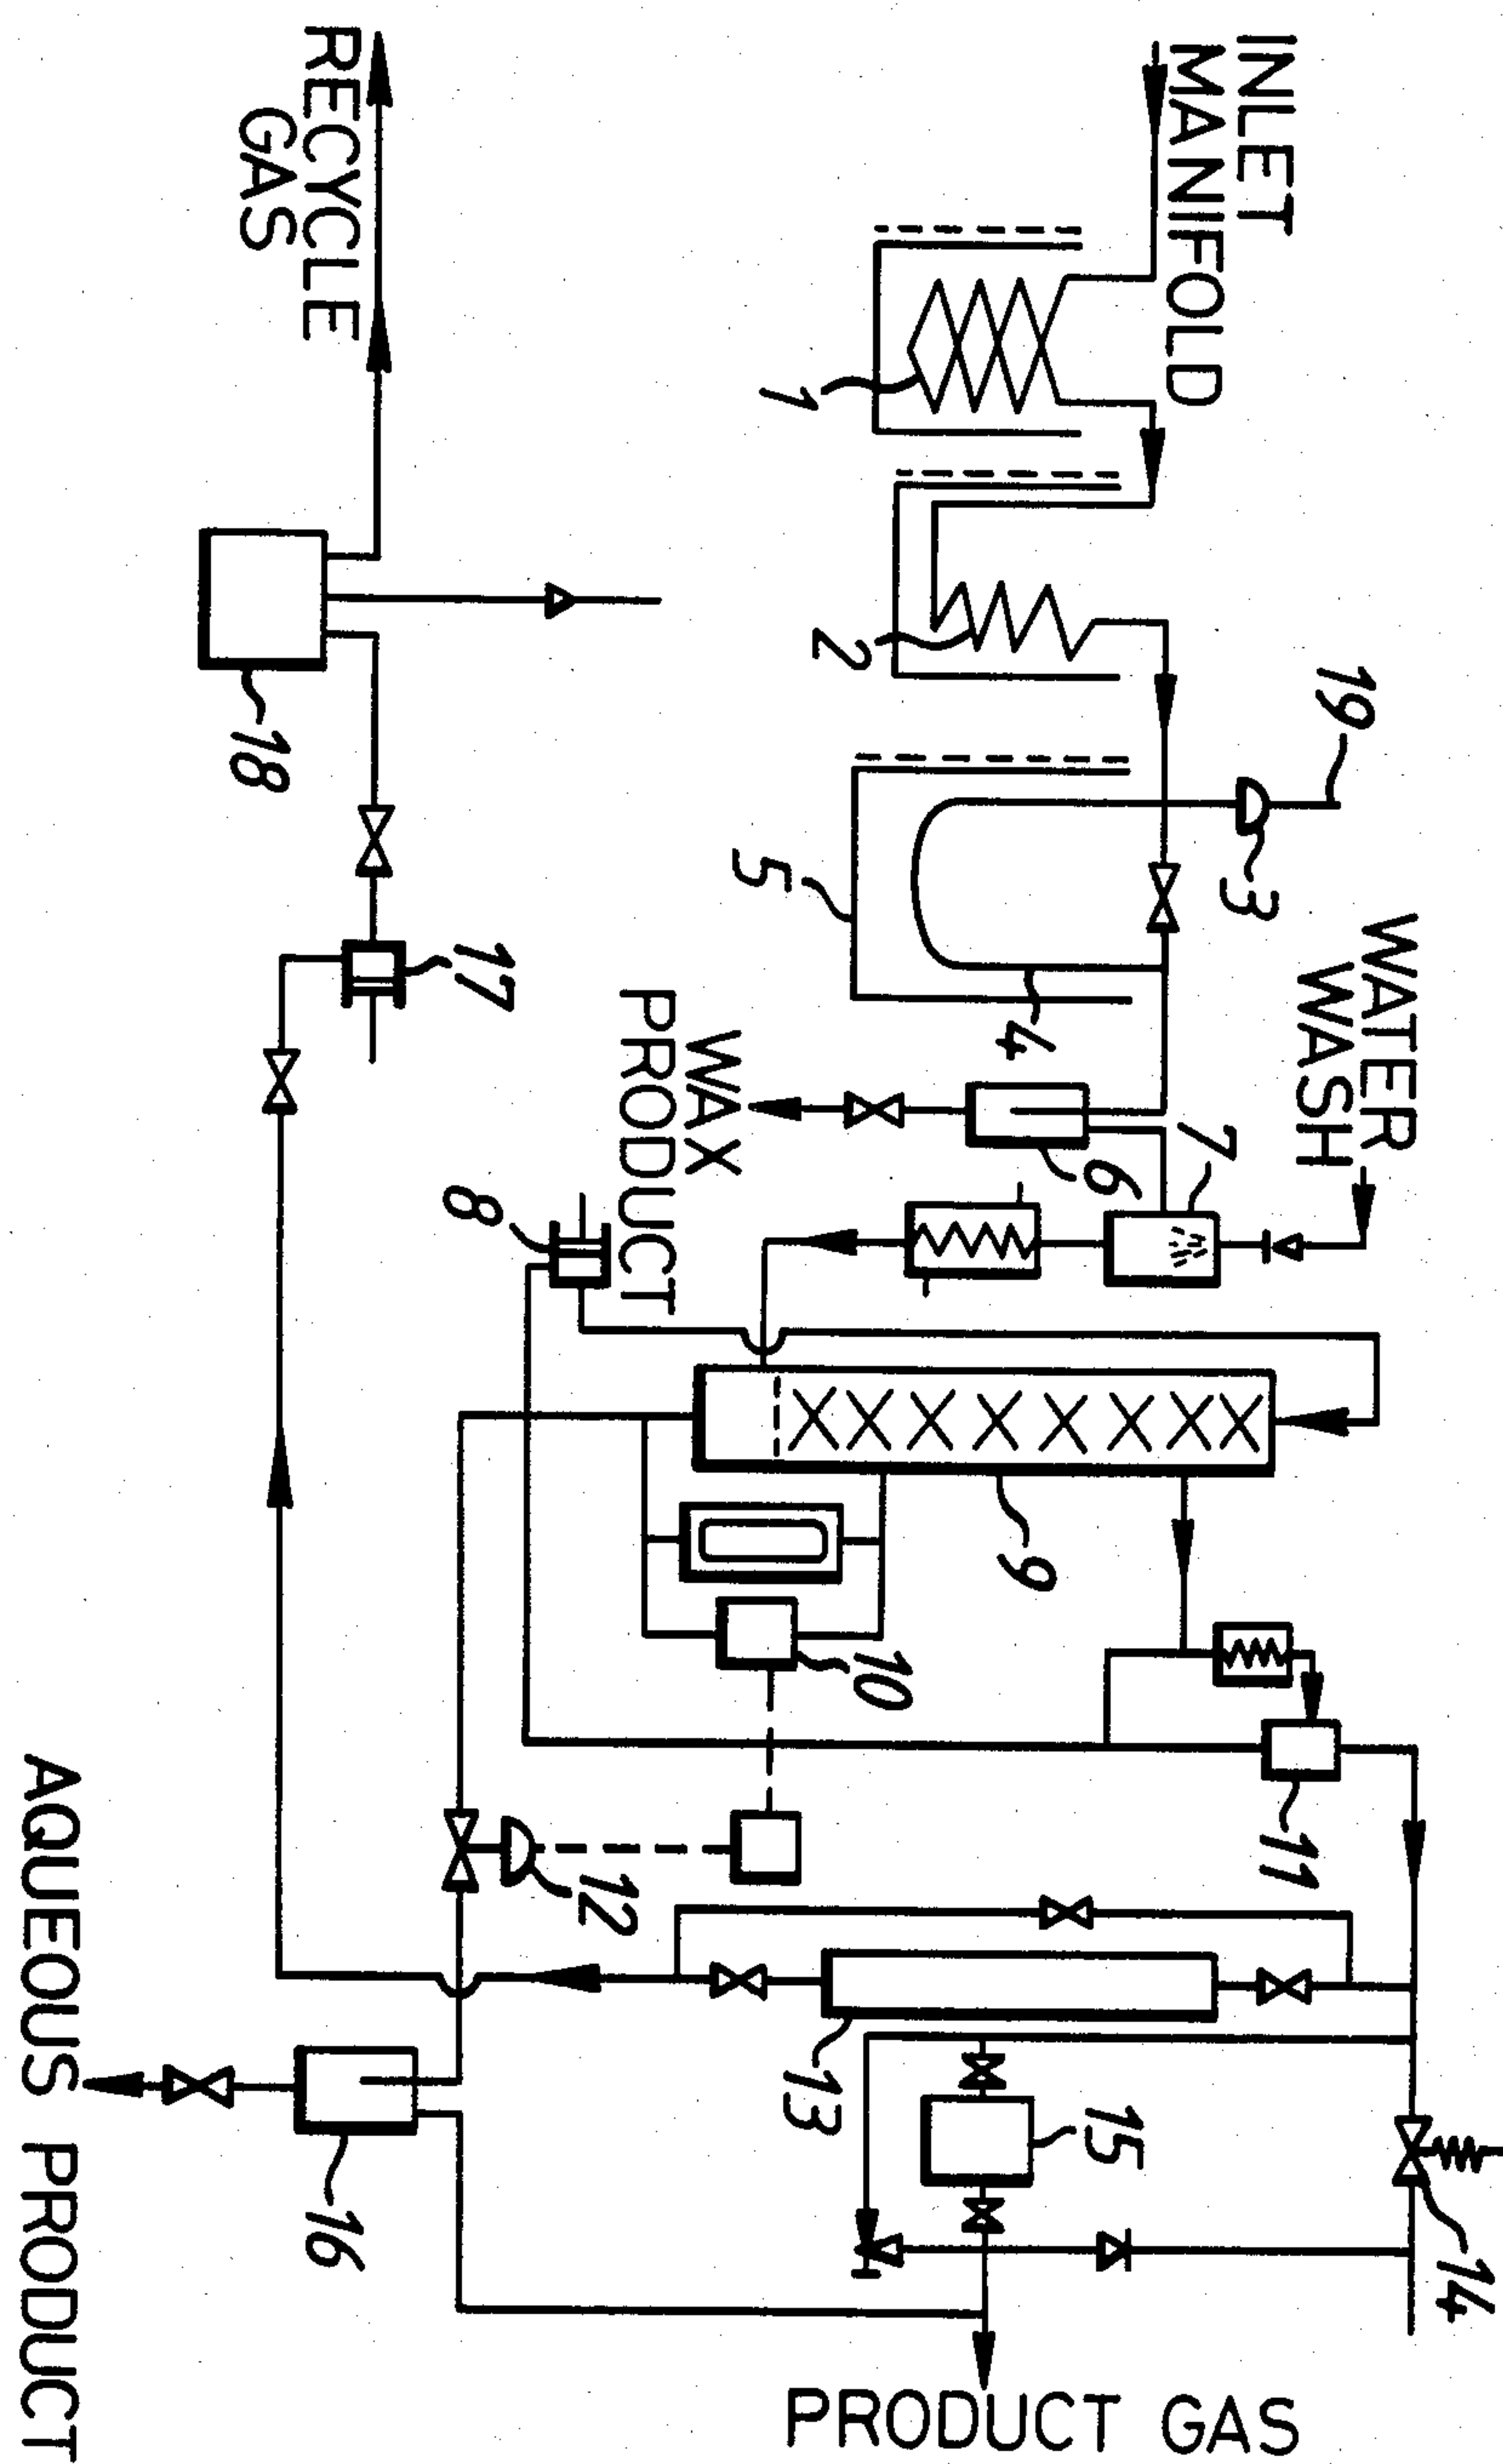 INLET
MANIFOLD
1
2
19
3
4
5
WATER
WASH
7
6
WAX
PRODUCT
8
9
10
11
12
13
14
15
16
17
18
RECYCLE
GAS
PRODUCT GAS
AQUEOUS PRODUCT